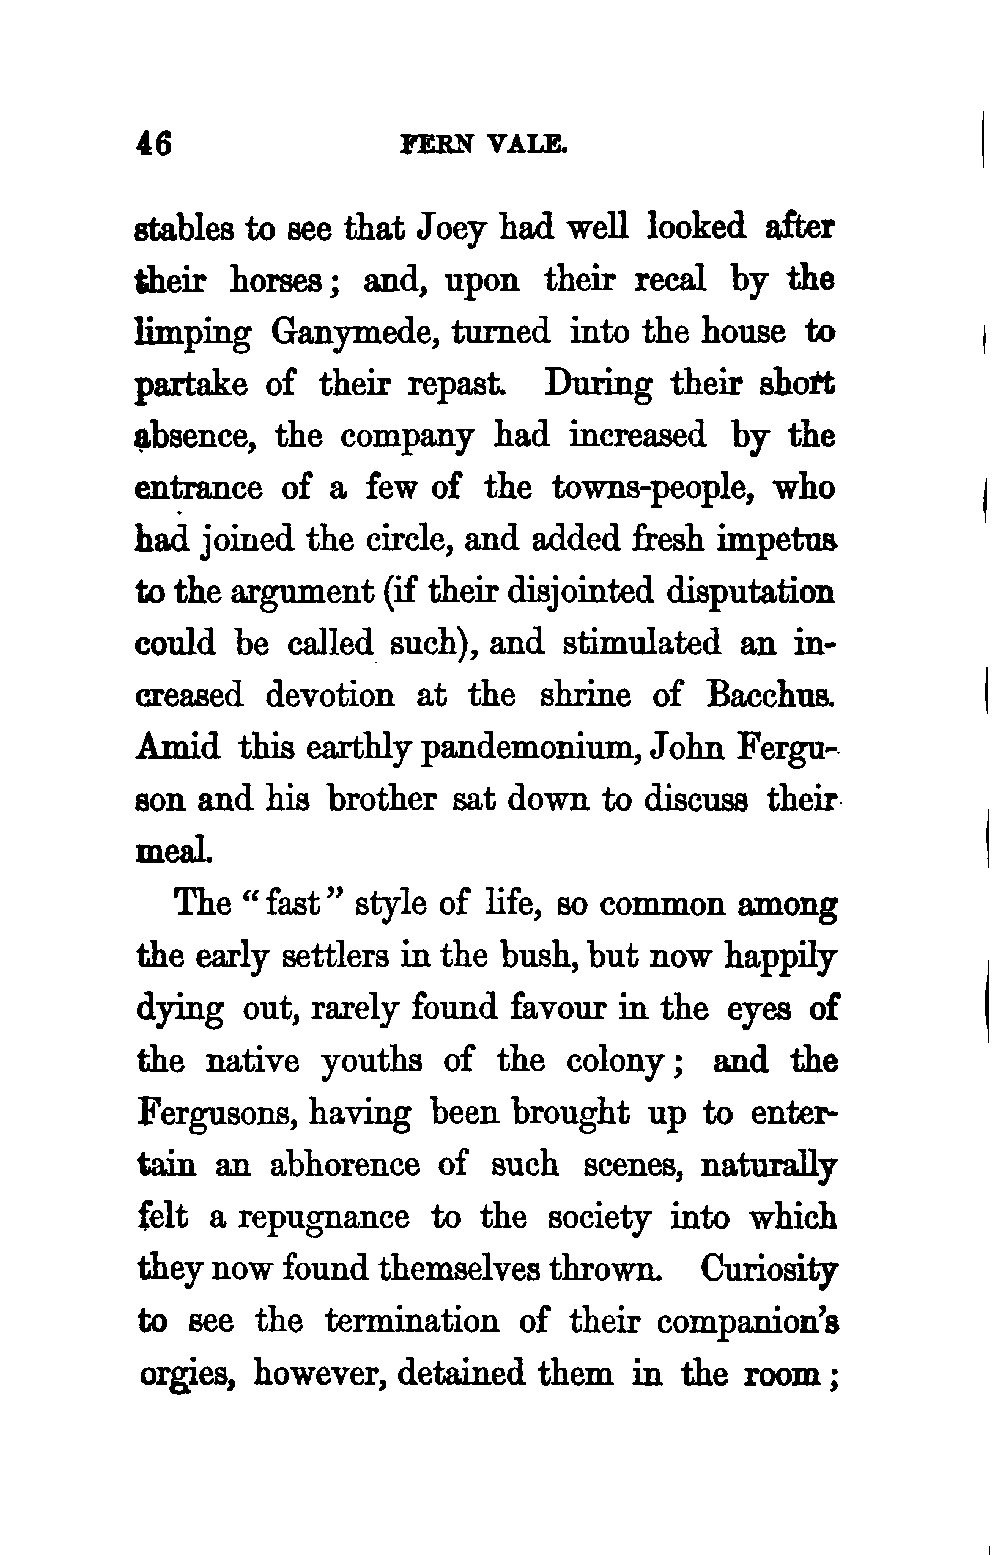 46 FERN VALE.
stables to see that Joey had well looked after
their horses; and, upon their recal by the
limping Ganymede, turned into the house to
partake of their repast. During their short
absence, the company had increased by the
entrance of a few of the towns-people, who
had joined the circle, and added fresh impetus
to the argument (if their disjointed disputation
could be called such), and stimulated an in-
creased devotion at the shrine of Bacchus.
Amid this earthly pandemonium, John Fergu-
son and his brother sat down to discuss their
meal.
The "fast" style of life, so common among
the early settlers in the bush, but now happily
dying out, rarely found favour in the eyes of
the native youths of the colony; and the
Fergusons, having been brought up to enter-
tain an abhorence of such scenes, naturally
felt a repugnance to the society into which
they now found themselves thrown. Curiosity
to see the termination of their companion's
orgies, however, detained them in the room;